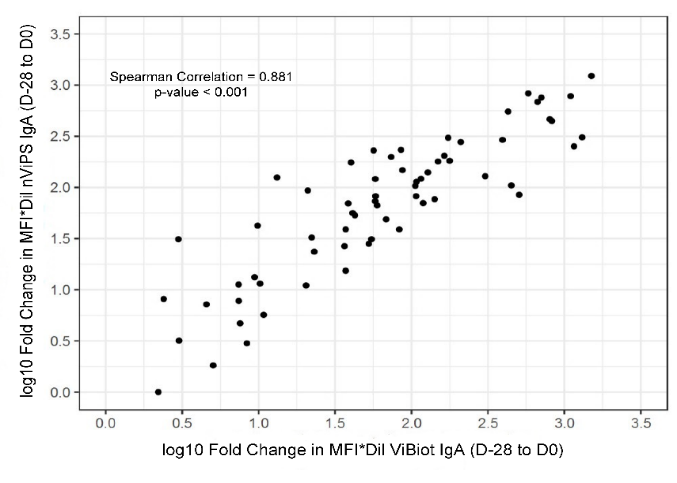 log10 Fold Change in MFI*Dil nViPS IgA (D-28 to D0)
3.5
3.0
2.5
2.0
1.5
1.0
0.5
0.0
Spearman Correlation = 0.881
p-value < 0.001
0.0 0.5 1.0 1.5 2.0 2.5 3.0 3.5
log10 Fold Change in MFI*Dil ViBiot IgA (D-28 to D0)